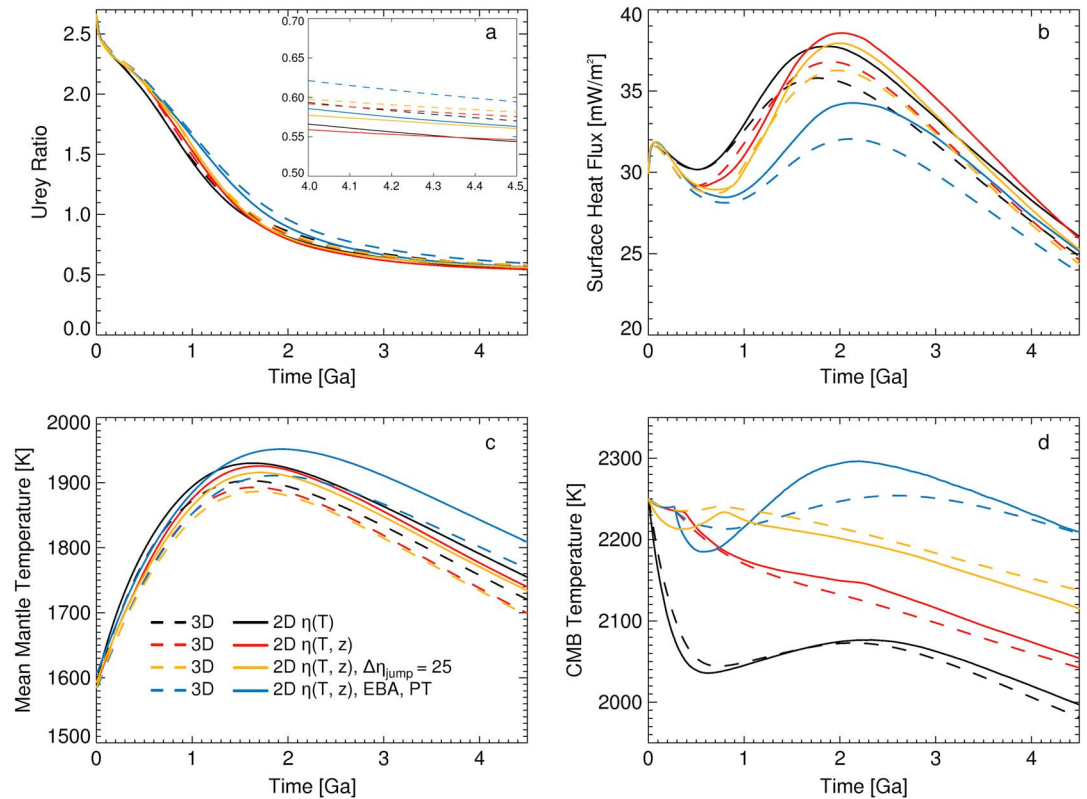 a
0.70
0.65
0.60
0.55
0.50
4.0 4.1 4.2 4.3 4.4 4.5
2.5
2.0
1.5
1.0
0.5
0.0
Urey Ratio
0 1 2 3 4
Time [Ga]
b
40
35
30
25
20
Surface Heat Flux [mW/m²]
0 1 2 3 4
Time [Ga]
c
2000
1900
1800
1700
1600
1500
Mean Mantle Temperature [K]
3D 2D η(T)
3D 2D η(T, z)
3D 2D η(T, z), Δηjump = 25
3D 2D η(T, z), EBA, PT
0 1 2 3 4
Time [Ga]
d
2300
2200
2100
2000
CMB Temperature [K]
0 1 2 3 4
Time [Ga]